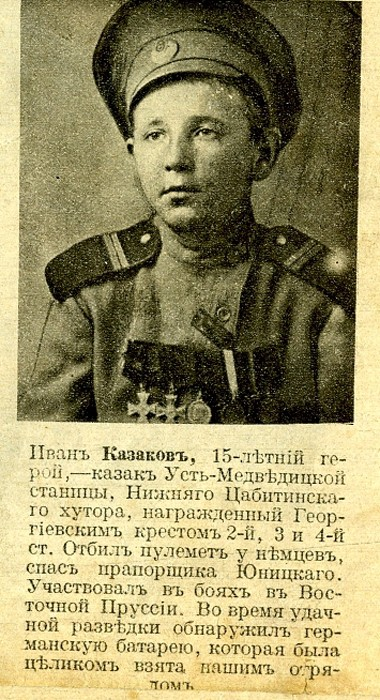 Иванъ Казаковъ, 15-лѣтній ге-
рой,—казакъ Усть-Медвѣдицкой
станицы, Нижняго Цабитинска-
го хутора, награжденный Геор-
гіевскимъ крестомъ 2-й, 3 и 4-й
ст. Отбилъ пулеметъ у нѣмцевъ,
спасъ прапорщика Юницкаго.
Участвовалъ въ бояхъ въ Вос-
точной Пруссіи. Во время удач-
ной развѣдки обнаружилъ гер-
манскую батарею, которая была
цѣликомъ взята нашимъ отря-
домъ